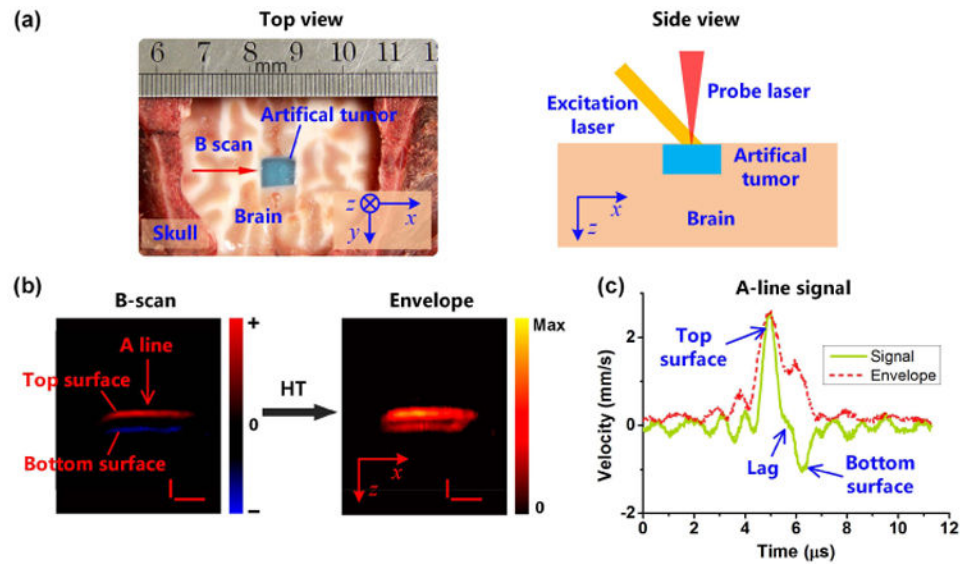 (a)
Top view
6 7 8 9 10 11 12
mm
Artifical tumor
B scan
Brain
Skull
z x
y
Side view
Excitation
laser
Probe laser
Artifical
tumor
Brain
x
z
(b)
B-scan
A line
Top surface
Bottom surface
+
0
−
HT
Envelope
x
z
Max
0
(c)
A-line signal
Velocity (mm/s)
2
0
-2
Top
surface
Signal
Envelope
Lag
Bottom
surface
0 2 4 6 8 10 12
Time (μs)